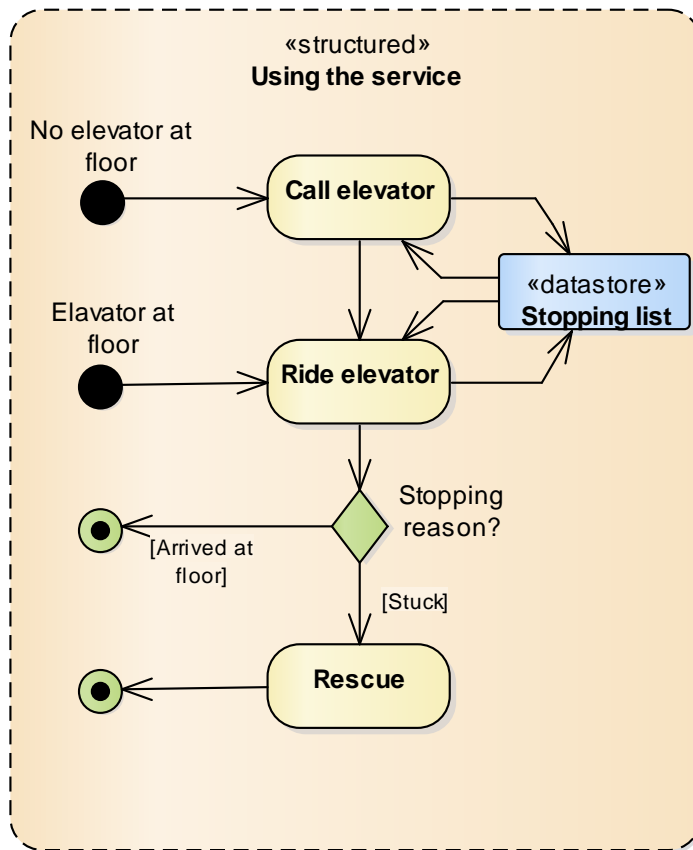 «structured»
Using the service
No elevator at
floor
Call elevator
«datastore»
Stopping list
Elavator at
floor
Ride elevator
Stopping
reason?
[Arrived at
floor]
[Stuck]
Rescue